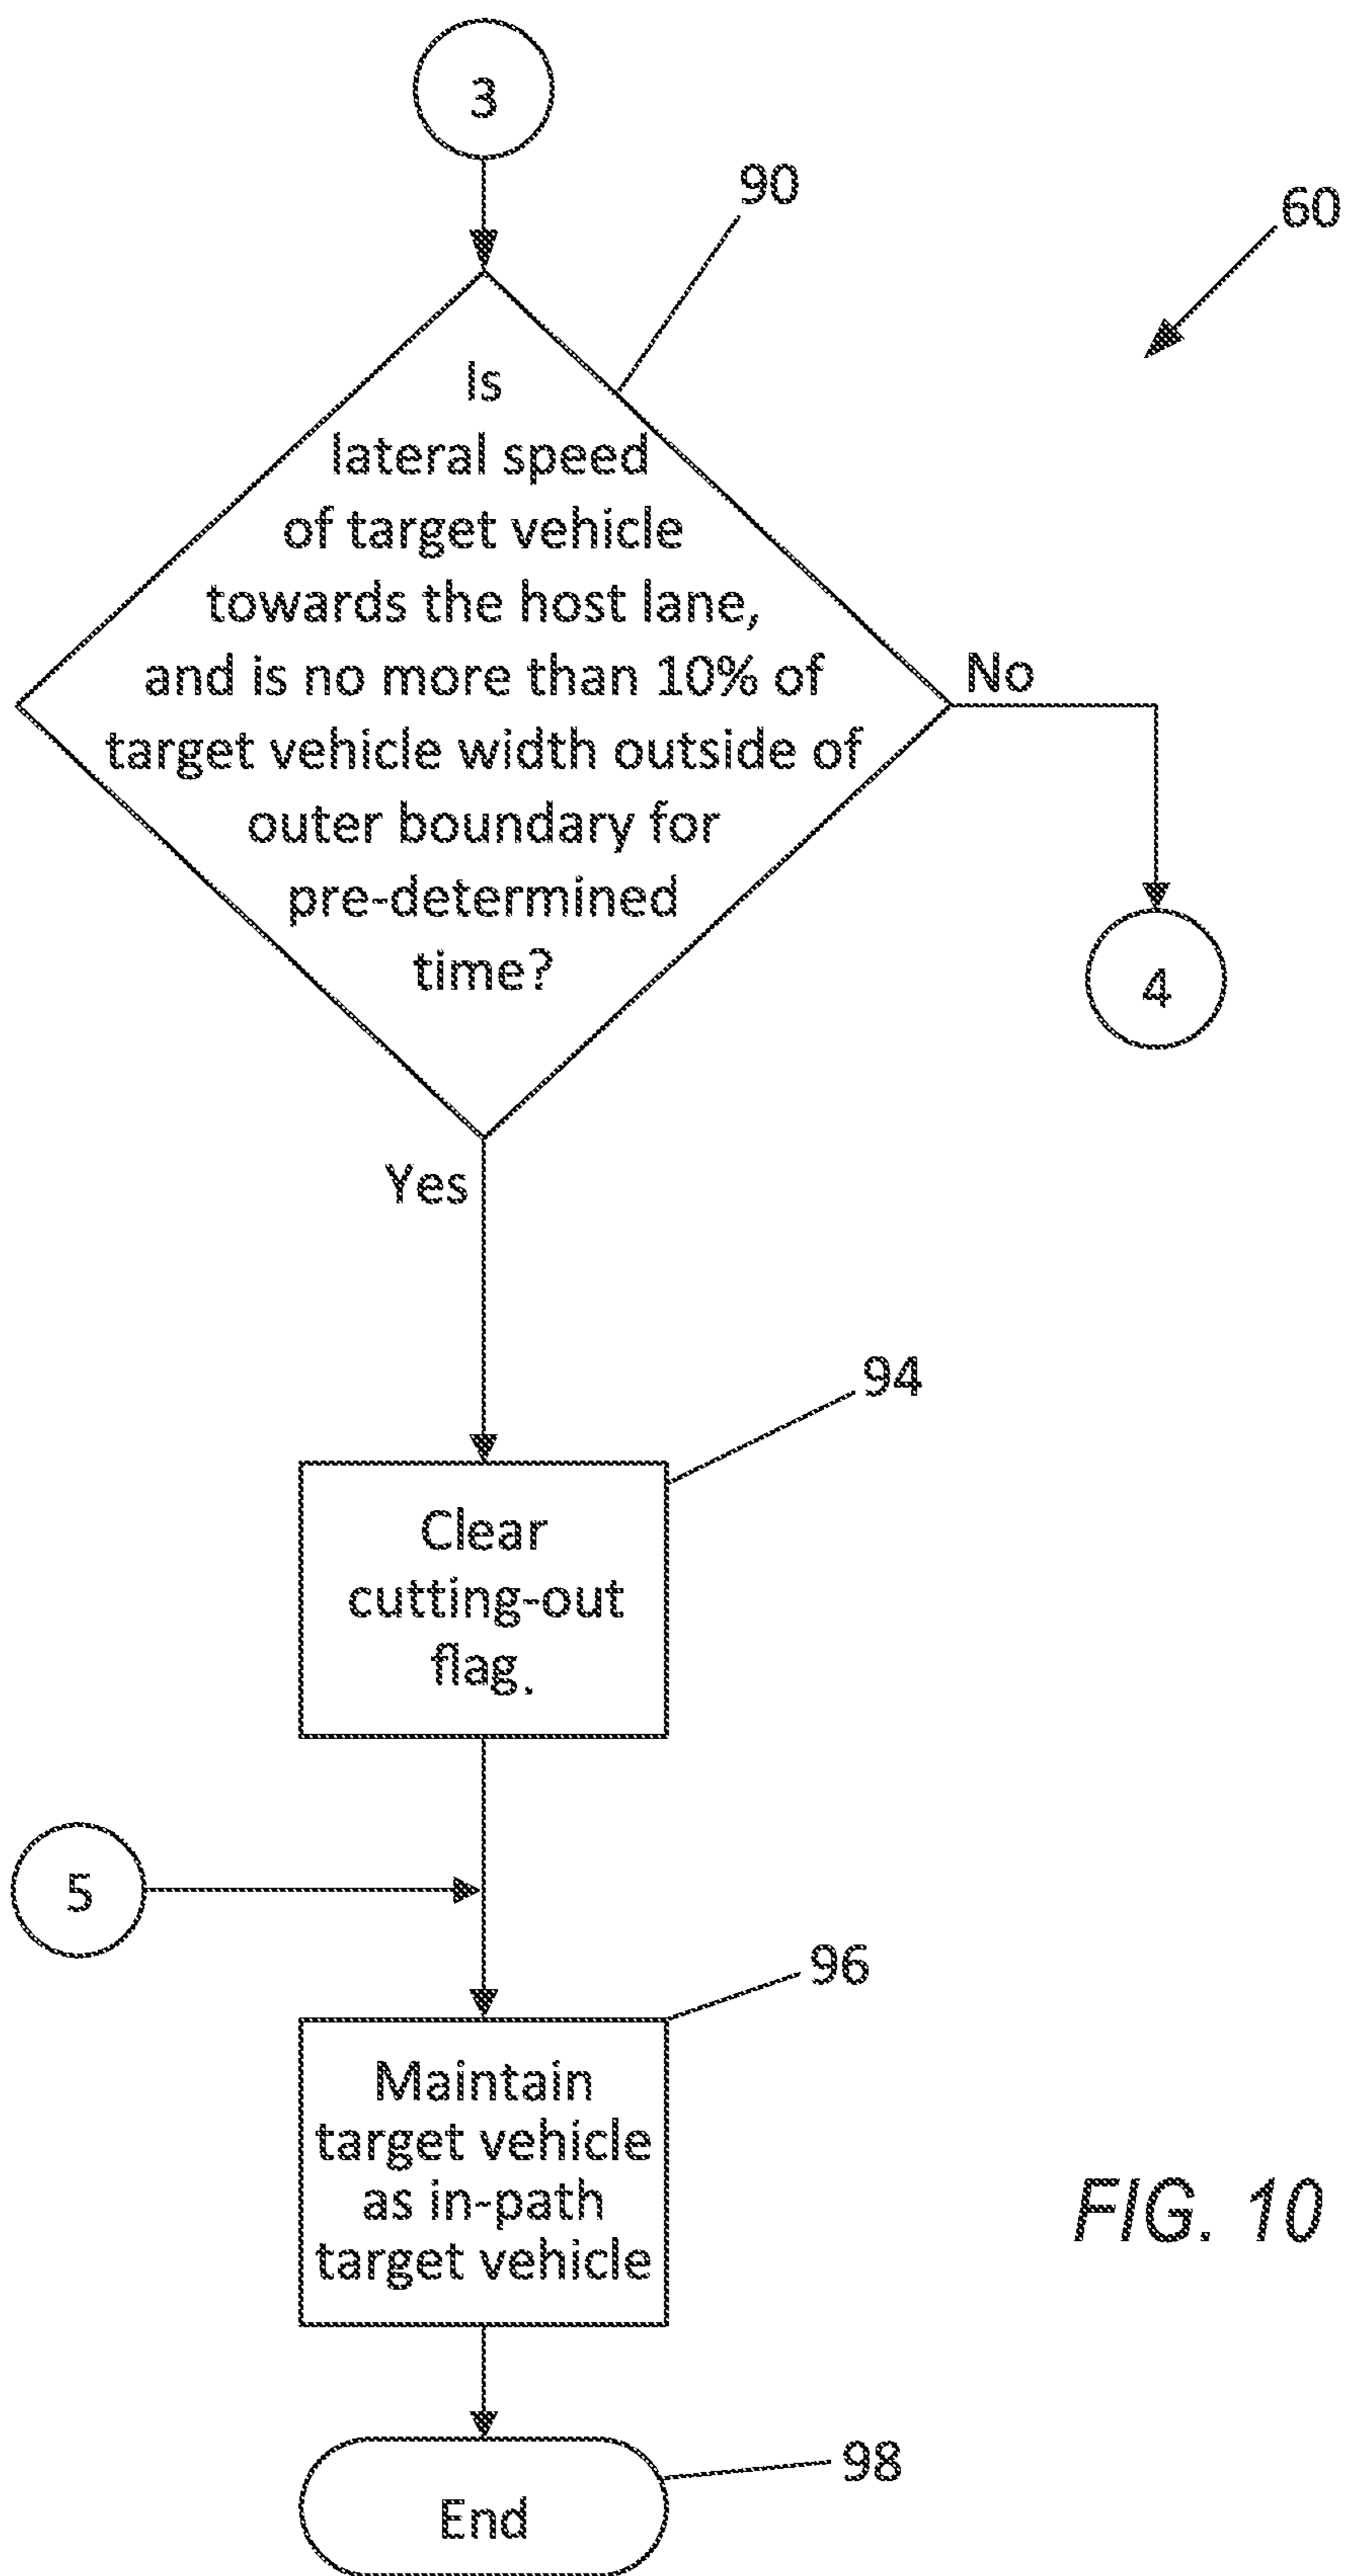 3
90
60
Is
lateral speed
of target vehicle
towards the host lane,
and is no more than 10% of
target vehicle width outside of
outer boundary for
pre-determined
time?
No
4
Yes
94
Clear
cutting-out
flag.
5
96
Maintain
target vehicle
as in-path
target vehicle
FIG. 10
98
End